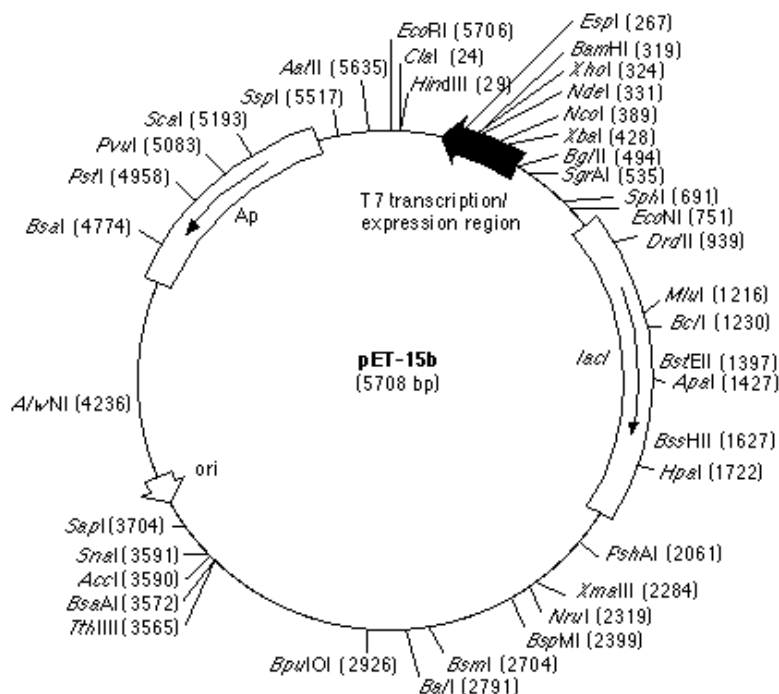 EcoRI (5706)
ClaI (24)
HindIII (29)
AatII (5635)
SspI (5517)
ScaI (5193)
PvuI (5083)
PstI (4958)
BsaI (4774)
Ap
EspI (267)
BamHI (319)
XhoI (324)
NdeI (331)
NcoI (389)
XbaI (428)
BglII (494)
SgrAI (535)
SphI (691)
EcoNI (751)
DrdII (939)
T7 transcription/
expression region
MluI (1216)
BclI (1230)
BstEII (1397)
ApaI (1427)
BssHII (1627)
HpaI (1722)
lacI
pET-15b
(5708 bp)
AlwNI (4236)
ori
SapI (3704)
SnaI (3591)
AccI (3590)
BsaAI (3572)
TthIIII (3565)
PshAI (2061)
XmaIII (2284)
NruI (2319)
BspMI (2399)
BsmI (2704)
BalI (2791)
BpuIOI (2926)